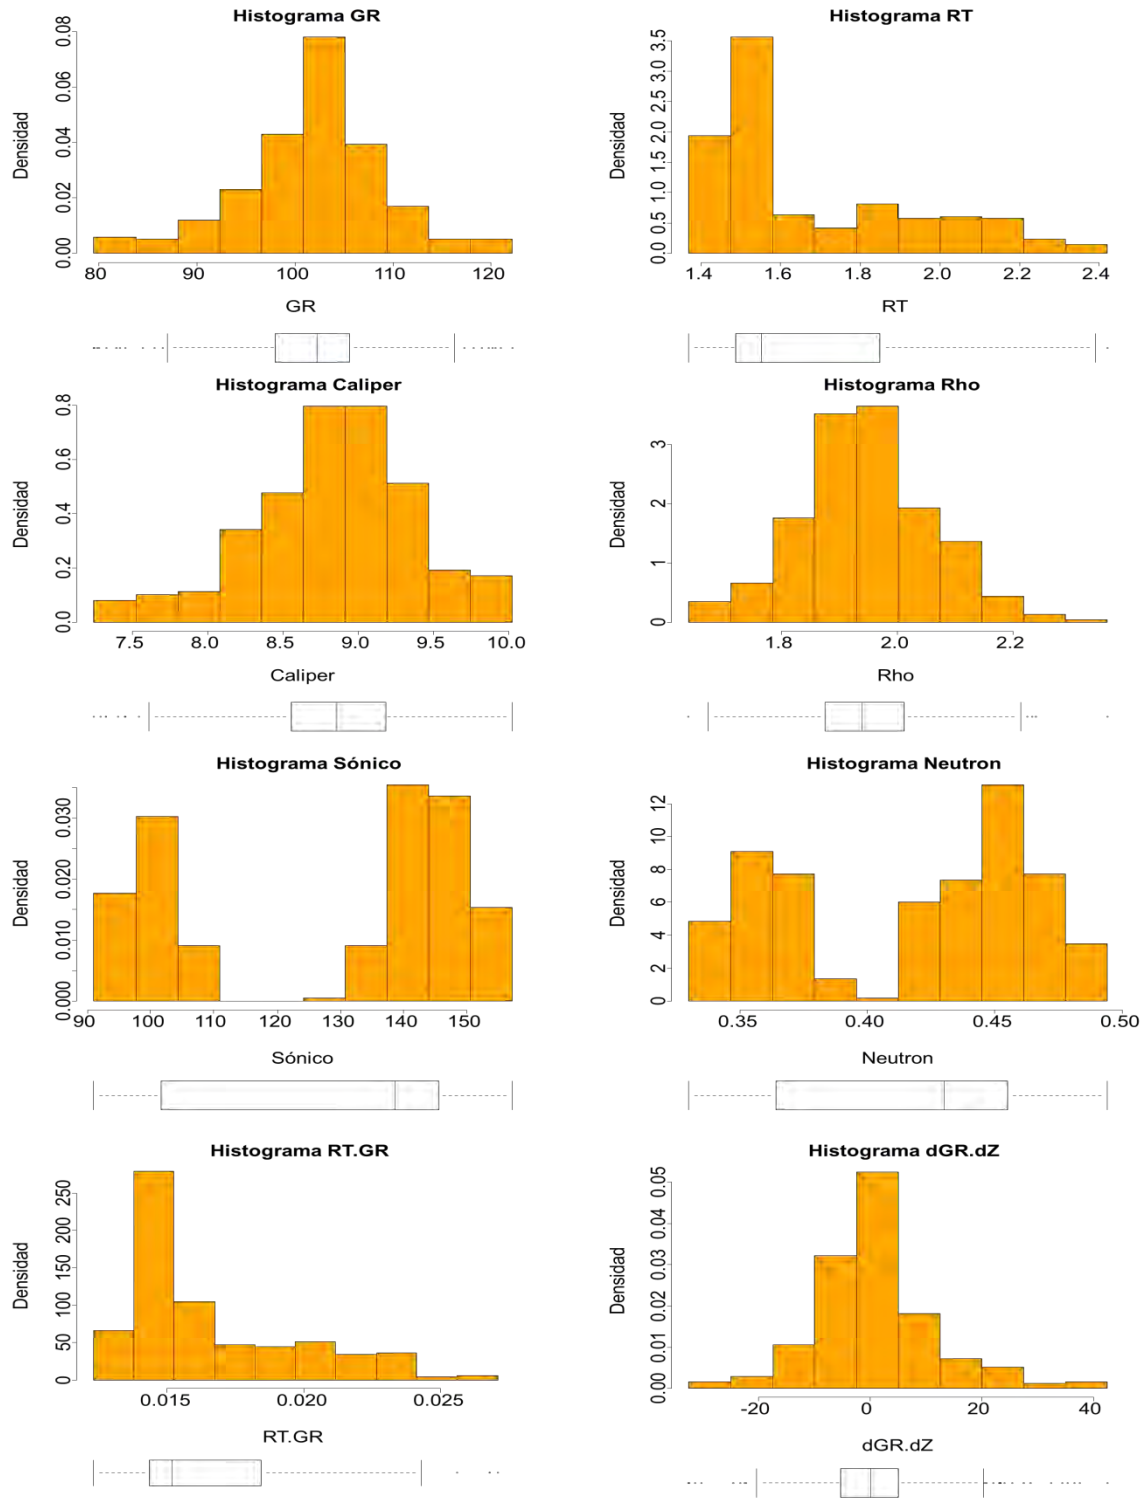 Histograma GR
Densidad
0.00 0.02 0.04 0.06 0.08
80 90 100 110 120
GR
Histograma RT
Densidad
0.0 0.5 1.0 1.5 2.0 2.5 3.0 3.5
1.4 1.6 1.8 2.0 2.2 2.4
RT
Histograma Caliper
Densidad
0.0 0.2 0.4 0.6 0.8
7.5 8.0 8.5 9.0 9.5 10.0
Caliper
Histograma Rho
Densidad
0 1 2 3
1.8 2.0 2.2
Rho
Histograma Sónico
Densidad
0.000 0.010 0.020 0.030
90 100 110 120 130 140 150
Sónico
Histograma Neutron
Densidad
0 2 4 6 8 10 12
0.35 0.40 0.45 0.50
Neutron
Histograma RT.GR
Densidad
0 50 100 150 200 250
0.015 0.020 0.025
RT.GR
Histograma dGR.dZ
Densidad
0.00 0.01 0.02 0.03 0.04 0.05
-20 0 20 40
dGR.dZ